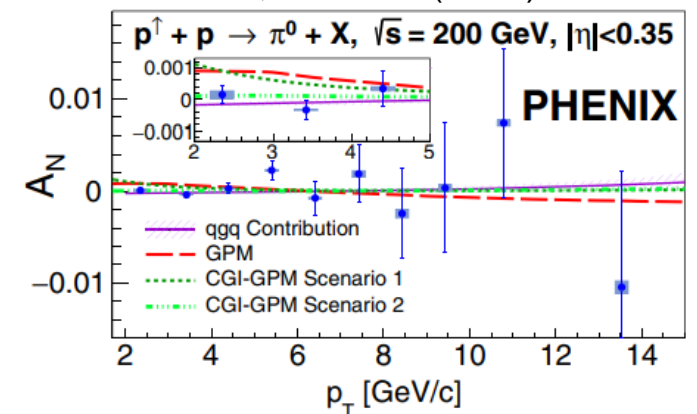 p↑ + p → π⁰ + X, √s = 200 GeV, |η|<0.35
PHENIX
0.001
0
−0.001
2 3 4 5
0.01
0
−0.01
A_N
qgq Contribution
GPM
CGI-GPM Scenario 1
CGI-GPM Scenario 2
2 4 6 8 10 12 14
p_T [GeV/c]